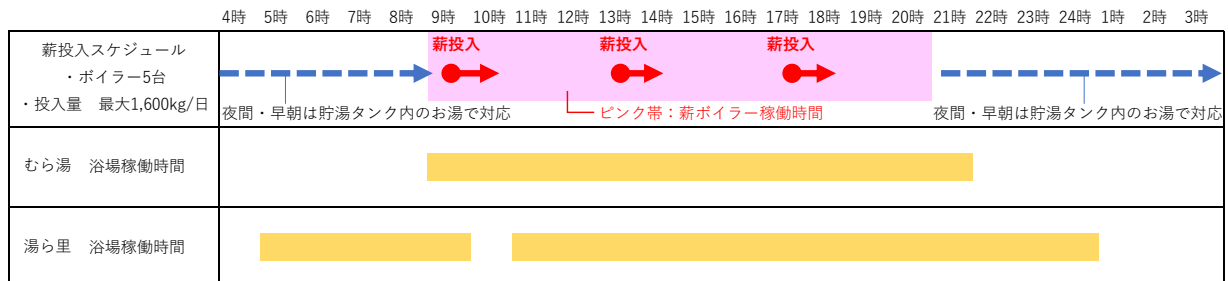 4時 5時 6時 7時 8時 9時 10時 11時 12時 13時 14時 15時 16時 17時 18時 19時 20時 21時 22時 23時 24時 1時 2時 3時
薪投入スケジュール
・ボイラー5台
・投入量　最大1,600kg/日
薪投入 薪投入 薪投入
夜間・早朝は貯湯タンク内のお湯で対応
ピンク帯：薪ボイラー稼働時間
夜間・早朝は貯湯タンク内のお湯で対応
むら湯　浴場稼働時間
湯ら里　浴場稼働時間